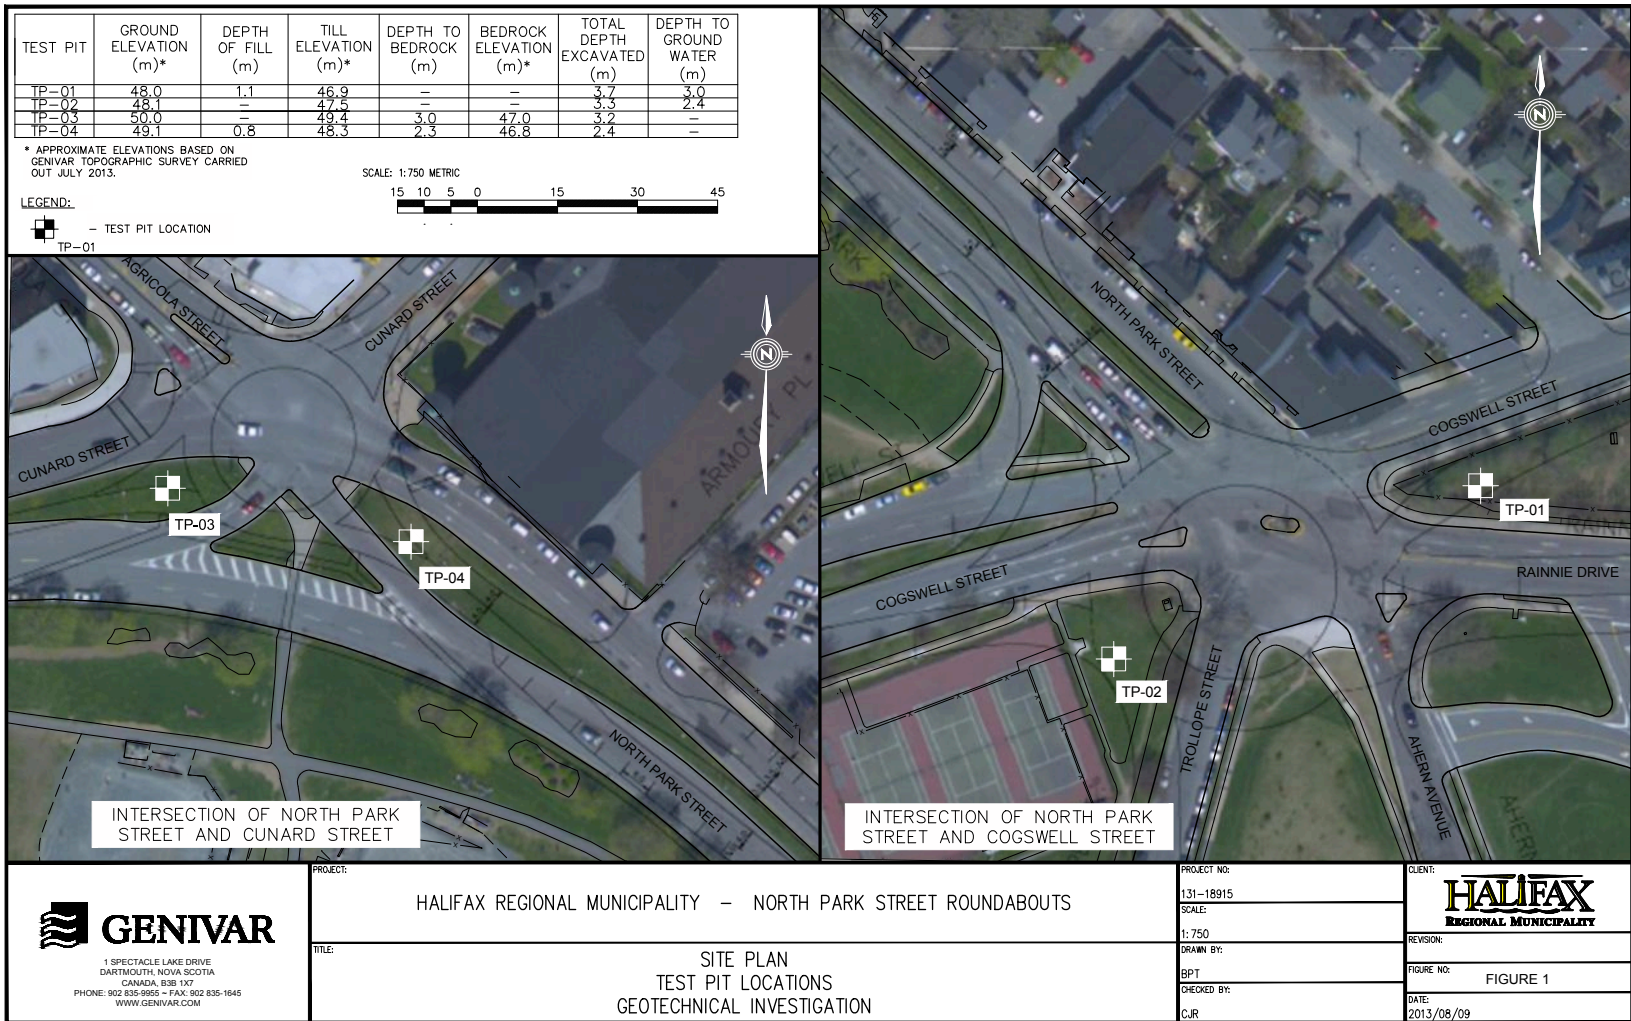 TEST PIT
GROUND ELEVATION (m)*
DEPTH OF FILL (m)
TILL ELEVATION (m)*
DEPTH TO BEDROCK (m)
BEDROCK ELEVATION (m)*
TOTAL DEPTH EXCAVATED (m)
DEPTH TO GROUND WATER (m)
TP-01 48.0 1.1 46.9 - - 3.7 3.0
TP-02 48.1 - 47.5 - - 3.3 2.4
TP-03 50.0 - 49.4 3.0 47.0 3.2 -
TP-04 49.1 0.8 48.3 2.3 46.8 2.4 -
* APPROXIMATE ELEVATIONS BASED ON
GENIVAR TOPOGRAPHIC SURVEY CARRIED
OUT JULY 2013.
SCALE: 1:750 METRIC
15 10 5 0 15 30 45
LEGEND:
- TEST PIT LOCATION
TP-01
AGRICOLA STREET
CUNARD STREET
CUNARD STREET
N
ARMOURY PL
TP-03
TP-04
NORTH PARK STREET
INTERSECTION OF NORTH PARK
STREET AND CUNARD STREET
N
NORTH PARK STREET
COGSWELL STREET
TP-01
RAINNIE DRIVE
COGSWELL STREET
TP-02
TROLLOPE STREET
AHERN AVENUE
AHERN
INTERSECTION OF NORTH PARK
STREET AND COGSWELL STREET
GENIVAR
1 SPECTACLE LAKE DRIVE
DARTMOUTH, NOVA SCOTIA
CANADA, B3B 1X7
PHONE: 902 835-9955 ~ FAX: 902 835-1645
WWW.GENIVAR.COM
PROJECT:
HALIFAX REGIONAL MUNICIPALITY - NORTH PARK STREET ROUNDABOUTS
TITLE:
SITE PLAN
TEST PIT LOCATIONS
GEOTECHNICAL INVESTIGATION
PROJECT NO:
131-18915
SCALE:
1:750
DRAWN BY:
BPT
CHECKED BY:
CJR
CLIENT:
HALIFAX
REGIONAL MUNICIPALITY
REVISION:
FIGURE NO:
FIGURE 1
DATE:
2013/08/09